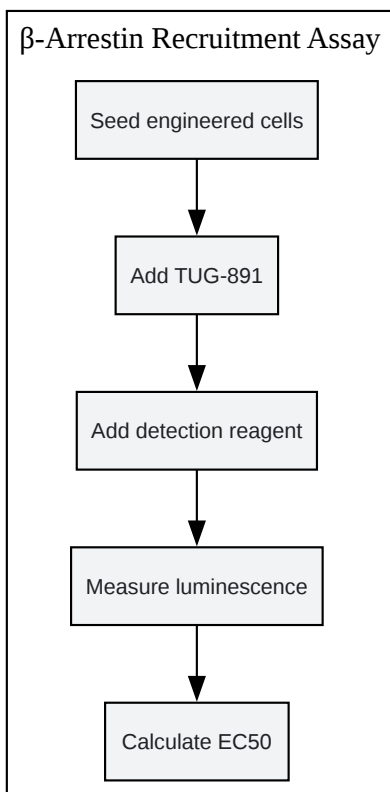 β-Arrestin Recruitment Assay
Seed engineered cells
Add TUG-891
Add detection reagent
Measure luminescence
Calculate EC50